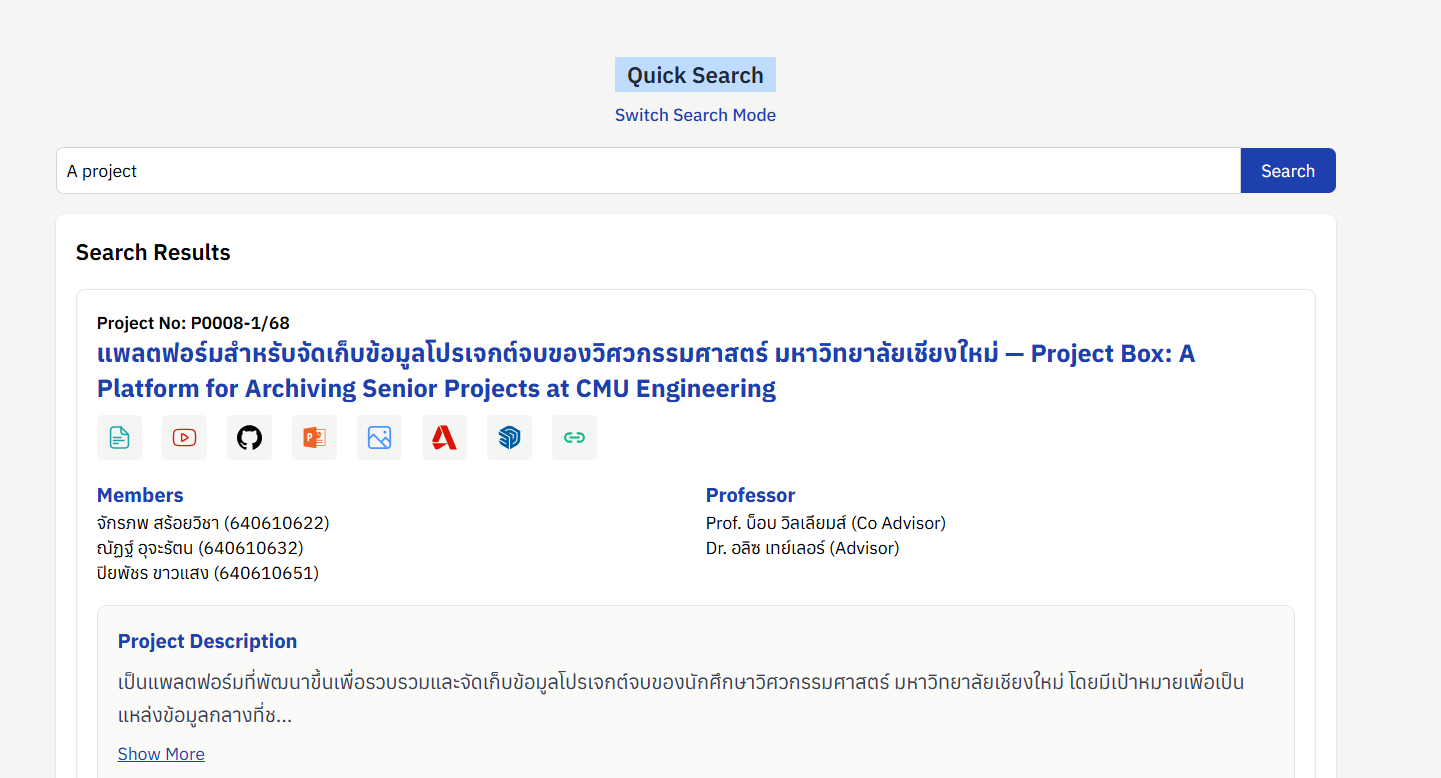 Quick Search
Switch Search Mode
A project
Search
Search Results
Project No: P0008-1/68
แพลตฟอร์มสำหรับจัดเก็บข้อมูลโปรเจกต์จบของวิศวกรรมศาสตร์ มหาวิทยาลัยเชียงใหม่ — Project Box: A
Platform for Archiving Senior Projects at CMU Engineering
Members
จักรภพ สร้อยวิชา (640610622)
ณัฏฐ์ อุจะรัตน (640610632)
ปิยพัชร ขาวแสง (640610651)
Professor
Prof. บ็อบ วิลเลียมส์ (Co Advisor)
Dr. อลิซ เทย์เลอร์ (Advisor)
Project Description
เป็นแพลตฟอร์มที่พัฒนาขึ้นเพื่อรวบรวมและจัดเก็บข้อมูลโปรเจกต์จบของนักศึกษาวิศวกรรมศาสตร์ มหาวิทยาลัยเชียงใหม่ โดยมีเป้าหมายเพื่อเป็น
แหล่งข้อมูลกลางที่ช...
Show More